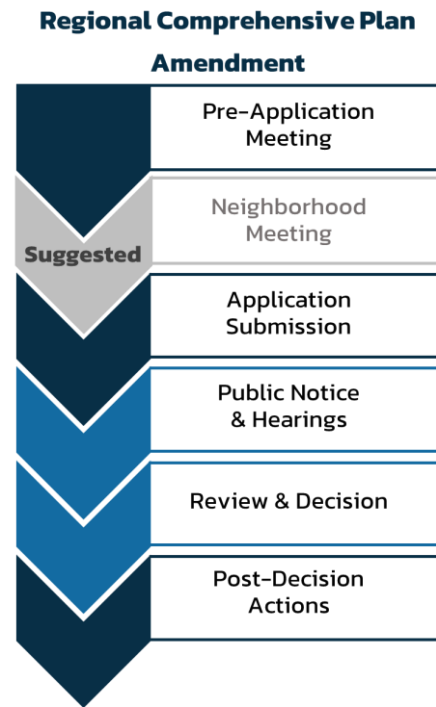 Regional Comprehensive Plan
Amendment
Pre-Application
Meeting
Suggested
Neighborhood
Meeting
Application
Submission
Public Notice
& Hearings
Review & Decision
Post-Decision
Actions